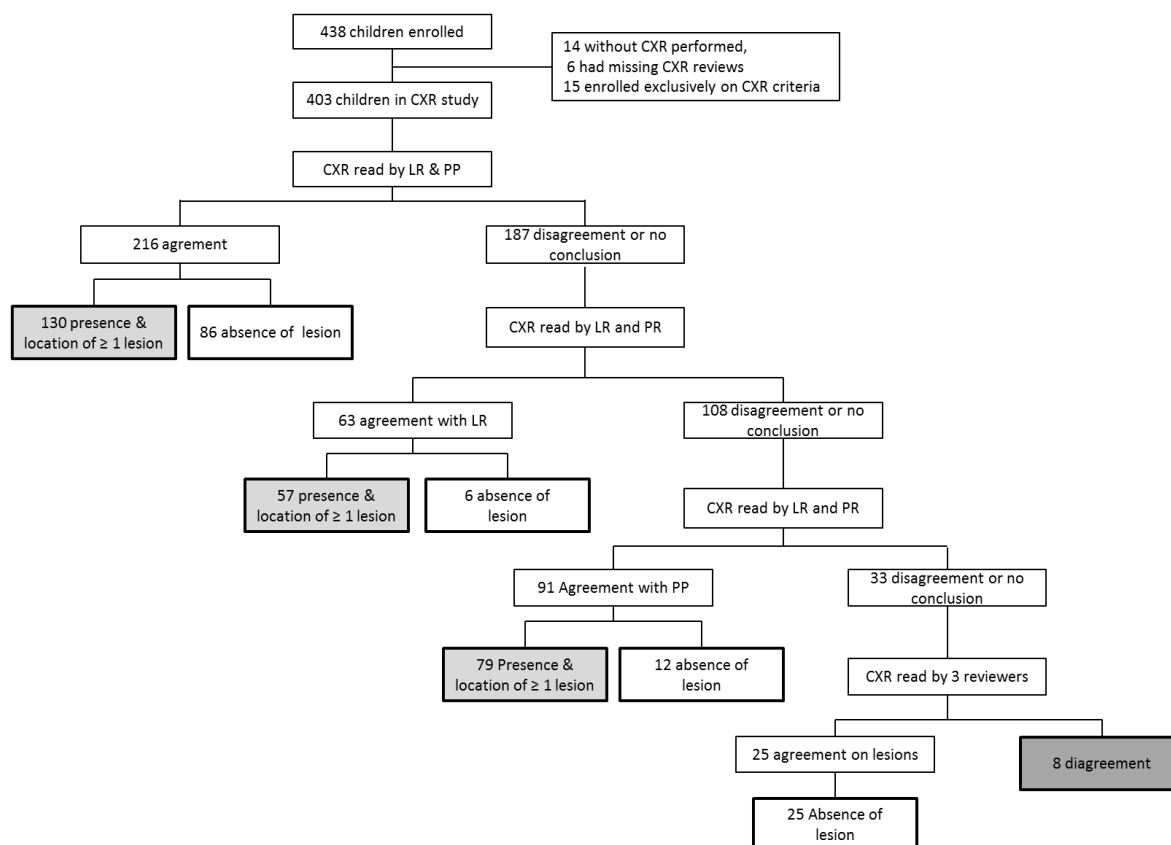 438 children enrolled
14 without CXR performed,
6 had missing CXR reviews
15 enrolled exclusively on CXR criteria
403 children in CXR study
CXR read by LR & PP
216 agrement
187 disagreement or no
conclusion
130 presence &
location of ≥ 1 lesion
86 absence of lesion
CXR read by LR and PR
63 agreement with LR
108 disagreement or no
conclusion
57 presence &
location of ≥ 1 lesion
6 absence of
lesion
CXR read by LR and PR
91 Agreement with PP
33 disagreement or no
conclusion
79 Presence &
location of ≥ 1 lesion
12 absence of
lesion
CXR read by 3 reviewers
25 agreement on lesions
8 diagreement
25 Absence of
lesion